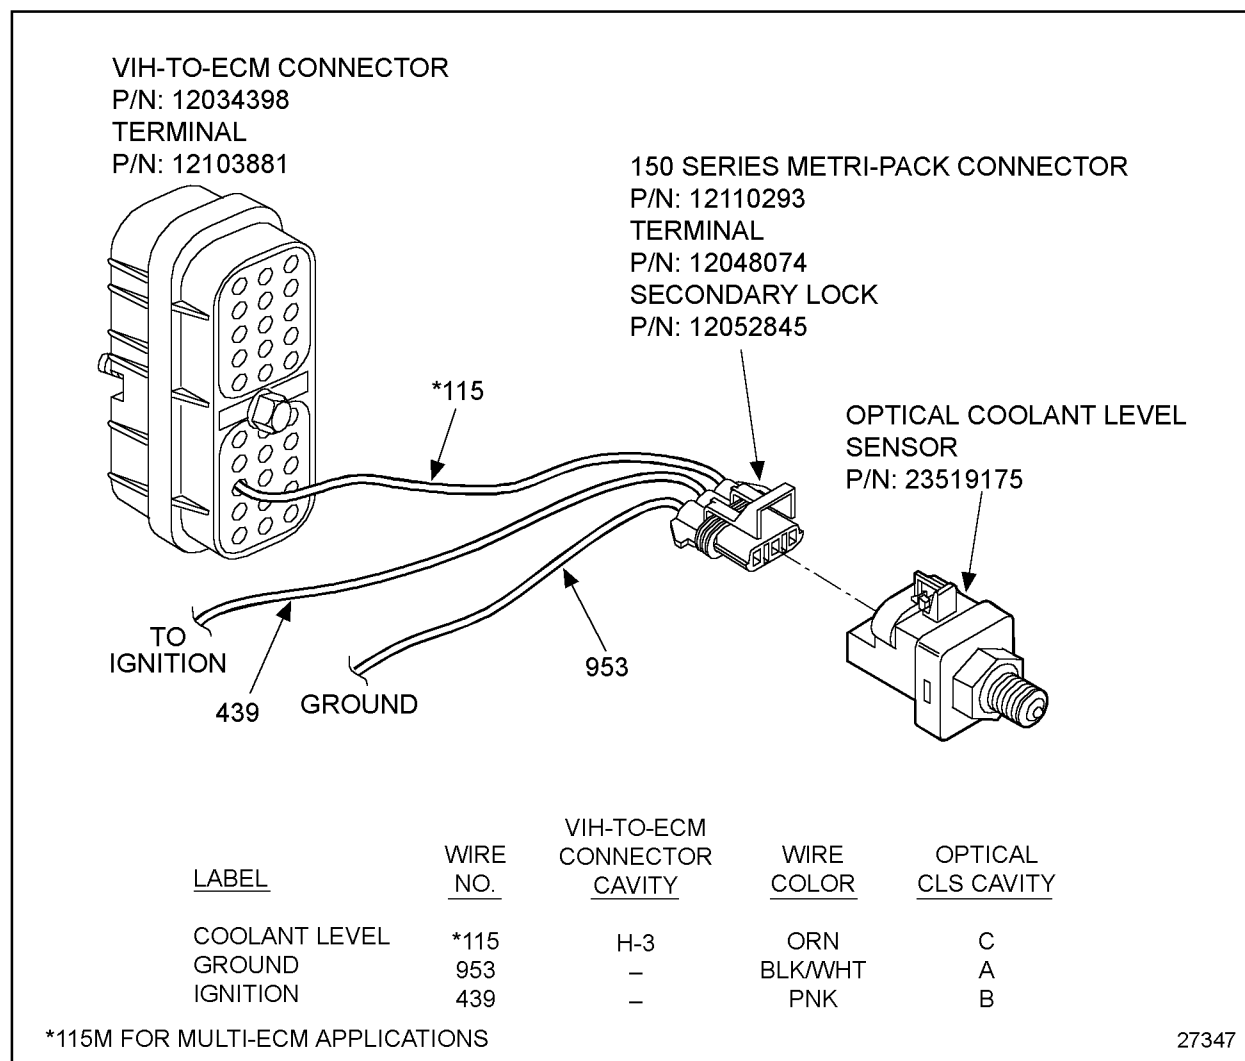 VIH-TO-ECM CONNECTOR
P/N: 12034398
TERMINAL
P/N: 12103881
150 SERIES METRI-PACK CONNECTOR
P/N: 12110293
TERMINAL
P/N: 12048074
SECONDARY LOCK
P/N: 12052845
*115
OPTICAL COOLANT LEVEL
SENSOR
P/N: 23519175
TO
IGNITION
439
GROUND
953
LABEL WIRE NO. VIH-TO-ECM CONNECTOR CAVITY WIRE COLOR OPTICAL CLS CAVITY
COOLANT LEVEL *115 H-3 ORN C
GROUND 953 – BLK/WHT A
IGNITION 439 – PNK B
*115M FOR MULTI-ECM APPLICATIONS
27347